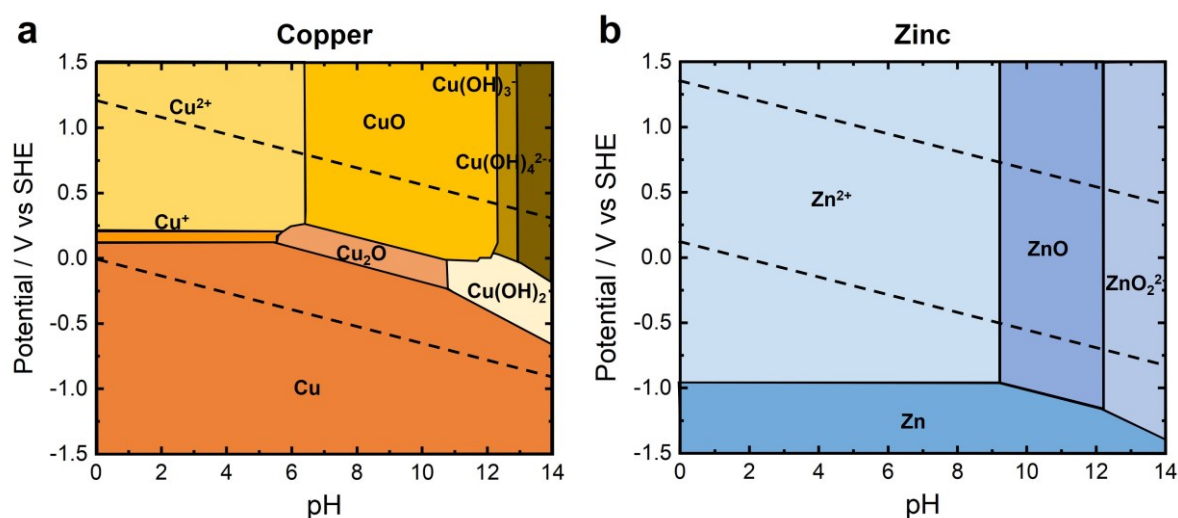 a
Copper
1.5
1.0
0.5
0.0
-0.5
-1.0
-1.5
Potential / V vs SHE
Cu²⁺
CuO
Cu(OH)₃⁻
Cu(OH)₄²⁻
Cu⁺
Cu₂O
Cu(OH)₂
Cu
0 2 4 6 8 10 12 14
pH
b
Zinc
1.5
1.0
0.5
0.0
-0.5
-1.0
-1.5
Potential / V vs SHE
Zn²⁺
ZnO
ZnO₂²⁻
Zn
0 2 4 6 8 10 12 14
pH